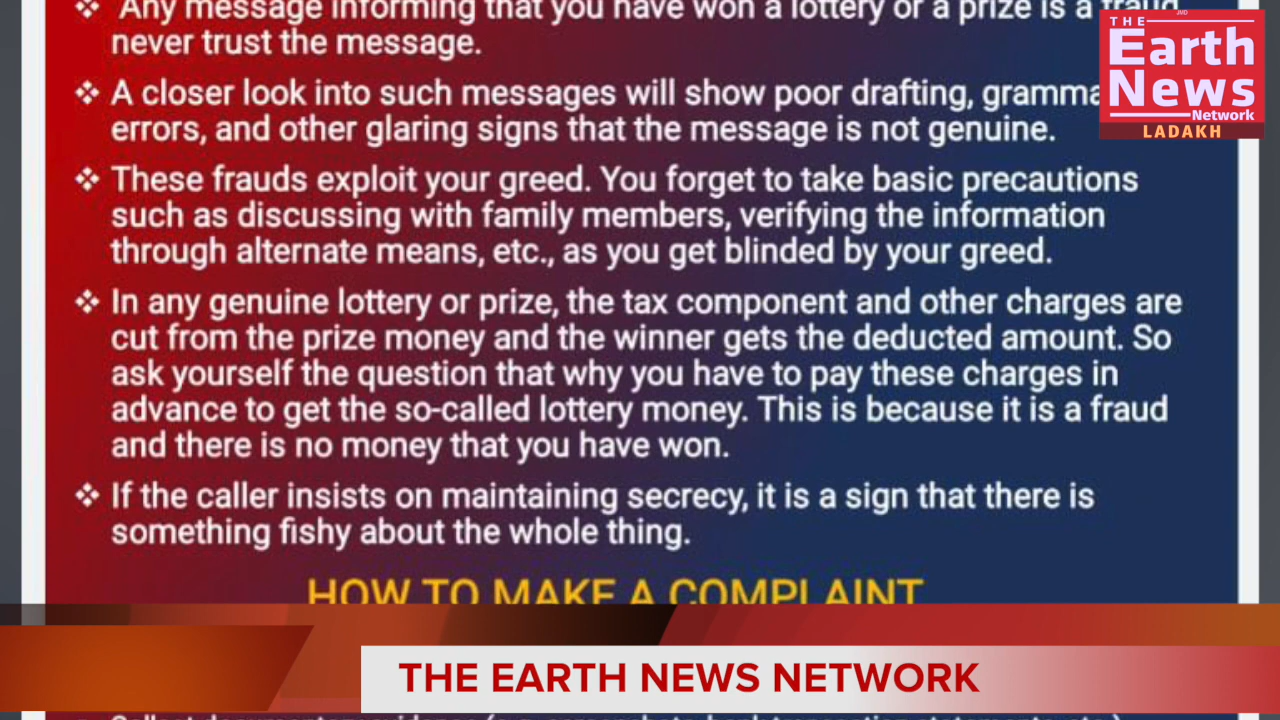 ❖ Any message informing that you have won a lottery or a prize is a fraud,
never trust the message.
❖ A closer look into such messages will show poor drafting, gramma
errors, and other glaring signs that the message is not genuine.
❖ These frauds exploit your greed. You forget to take basic precautions
such as discussing with family members, verifying the information
through alternate means, etc., as you get blinded by your greed.
❖ In any genuine lottery or prize, the tax component and other charges are
cut from the prize money and the winner gets the deducted amount. So
ask yourself the question that why you have to pay these charges in
advance to get the so-called lottery money. This is because it is a fraud
and there is no money that you have won.
❖ If the caller insists on maintaining secrecy, it is a sign that there is
something fishy about the whole thing.
HOW TO MAKE A COMPLAINT
THE
Earth
News
Network
LADAKH
THE EARTH NEWS NETWORK